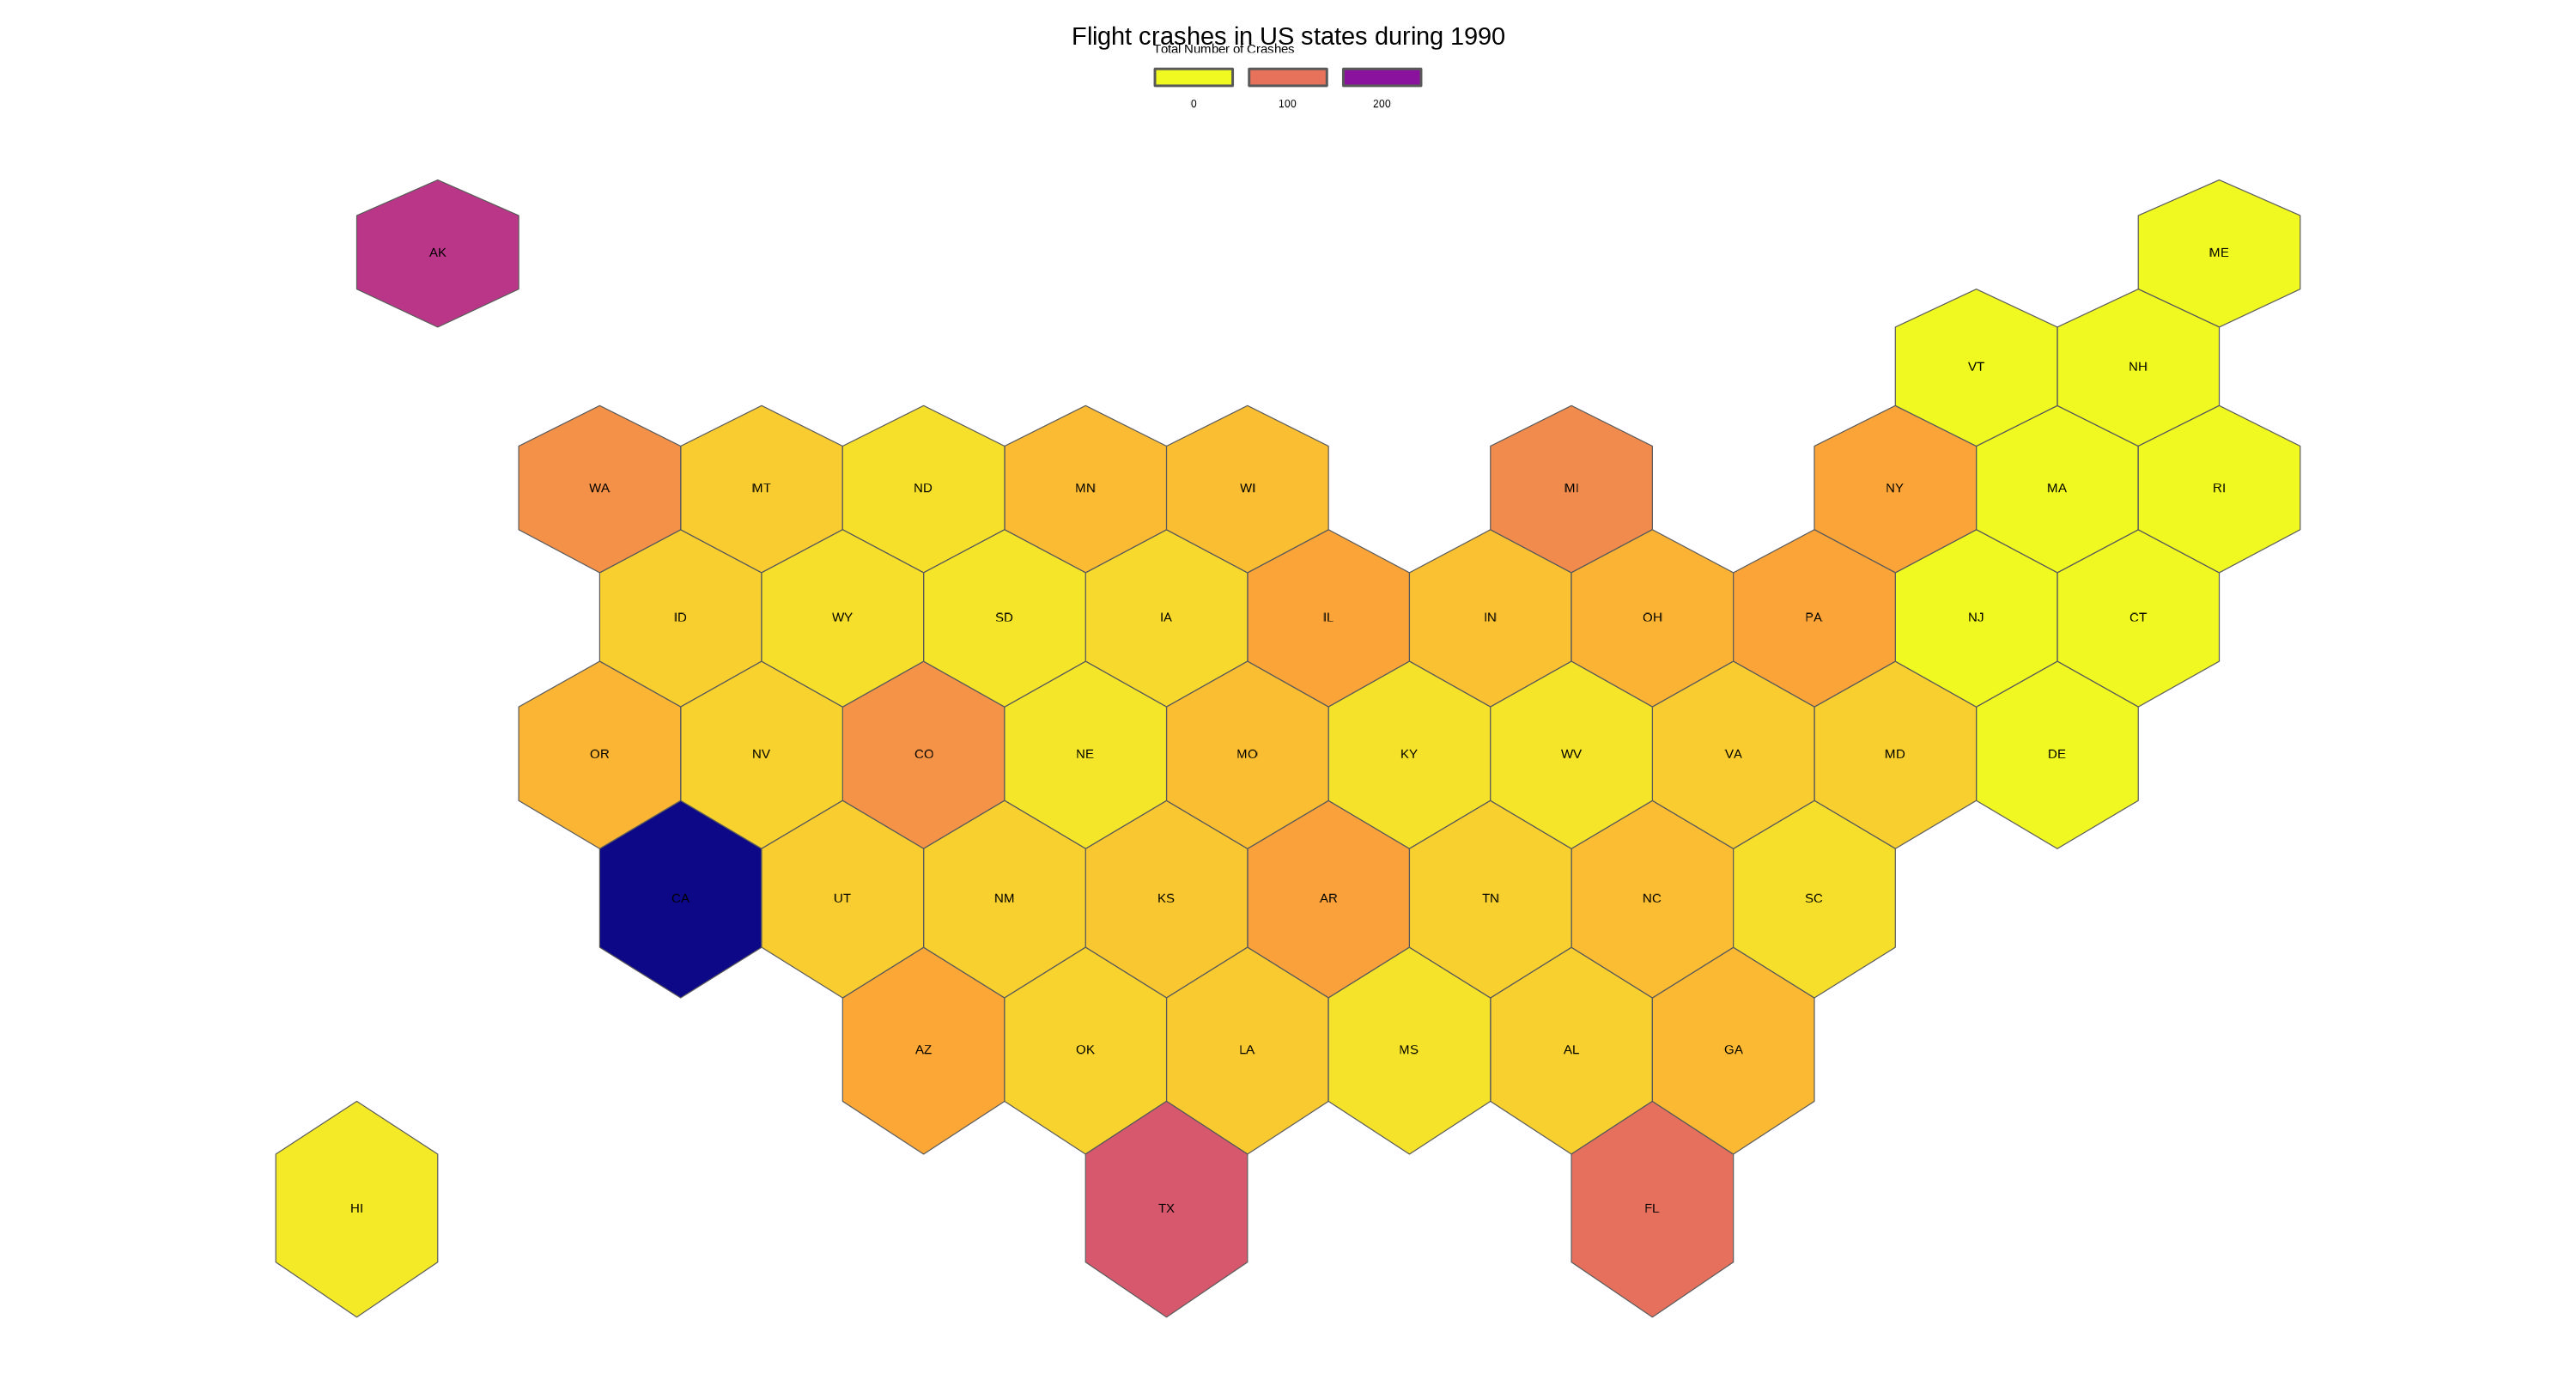 Flight crashes in US states during 1990
Total Number of Crashes
0 100 200
AK ME
VT NH
WA MT ND MN WI MI NY MA RI
ID WY SD IA IL IN OH PA NJ CT
OR NV CO NE MO KY WV VA MD DE
CA UT NM KS AR TN NC SC
AZ OK LA MS AL GA
HI TX FL